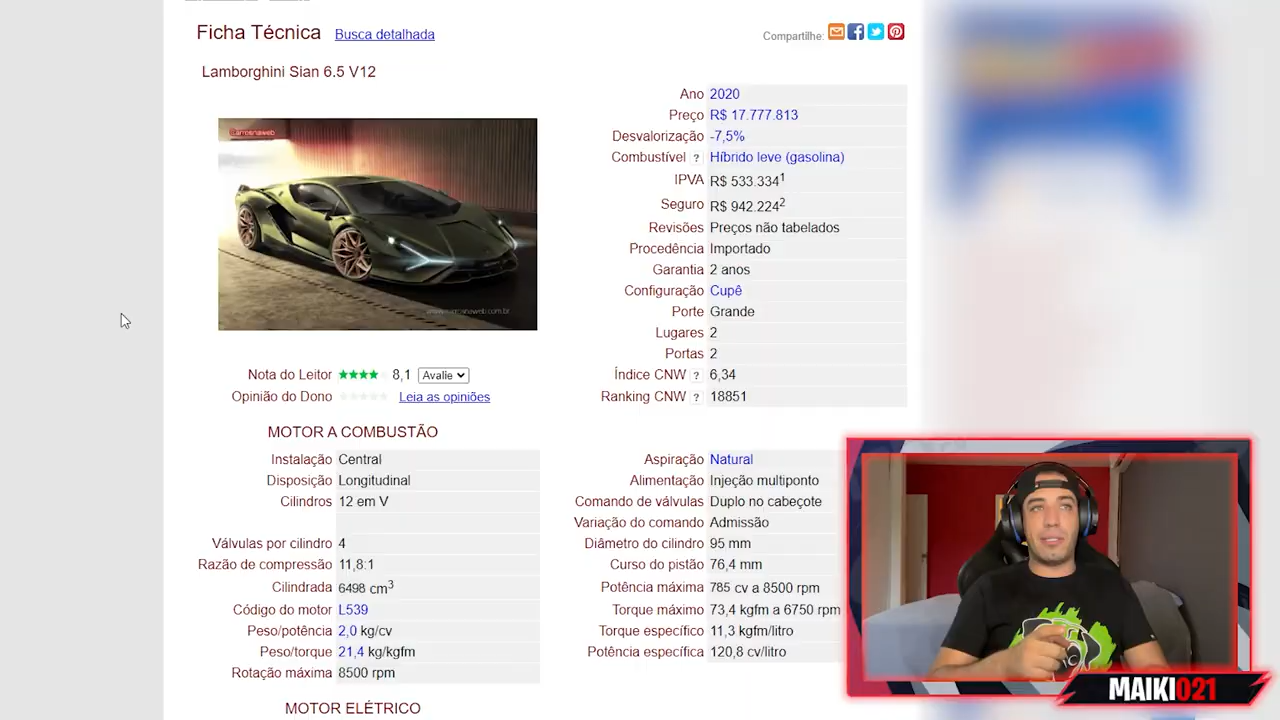 Ficha Técnica Busca detalhada
Compartilhe:
Lamborghini Sian 6.5 V12
Carrosnaweb
www.carrosnaweb.com.br
Ano 2020
Preço R$ 17.777.813
Desvalorização -7,5%
Combustível ? Híbrido leve (gasolina)
IPVA R$ 533.334¹
Seguro R$ 942.224²
Revisões Preços não tabelados
Procedência Importado
Garantia 2 anos
Configuração Cupê
Porte Grande
Lugares 2
Portas 2
Índice CNW ? 6,34
Ranking CNW ? 18851
Nota do Leitor 8,1 Avalie
Opinião do Dono Leia as opiniões
MOTOR A COMBUSTÃO
Instalação Central
Disposição Longitudinal
Cilindros 12 em V
Válvulas por cilindro 4
Razão de compressão 11,8:1
Cilindrada 6498 cm³
Código do motor L539
Peso/potência 2,0 kg/cv
Peso/torque 21,4 kg/kgfm
Rotação máxima 8500 rpm
Aspiração Natural
Alimentação Injeção multiponto
Comando de válvulas Duplo no cabeçote
Variação do comando Admissão
Diâmetro do cilindro 95 mm
Curso do pistão 76,4 mm
Potência máxima 785 cv a 8500 rpm
Torque máximo 73,4 kgfm a 6750 rpm
Torque específico 11,3 kgfm/litro
Potência específica 120,8 cv/litro
MOTOR ELÉTRICO
MAIKI021